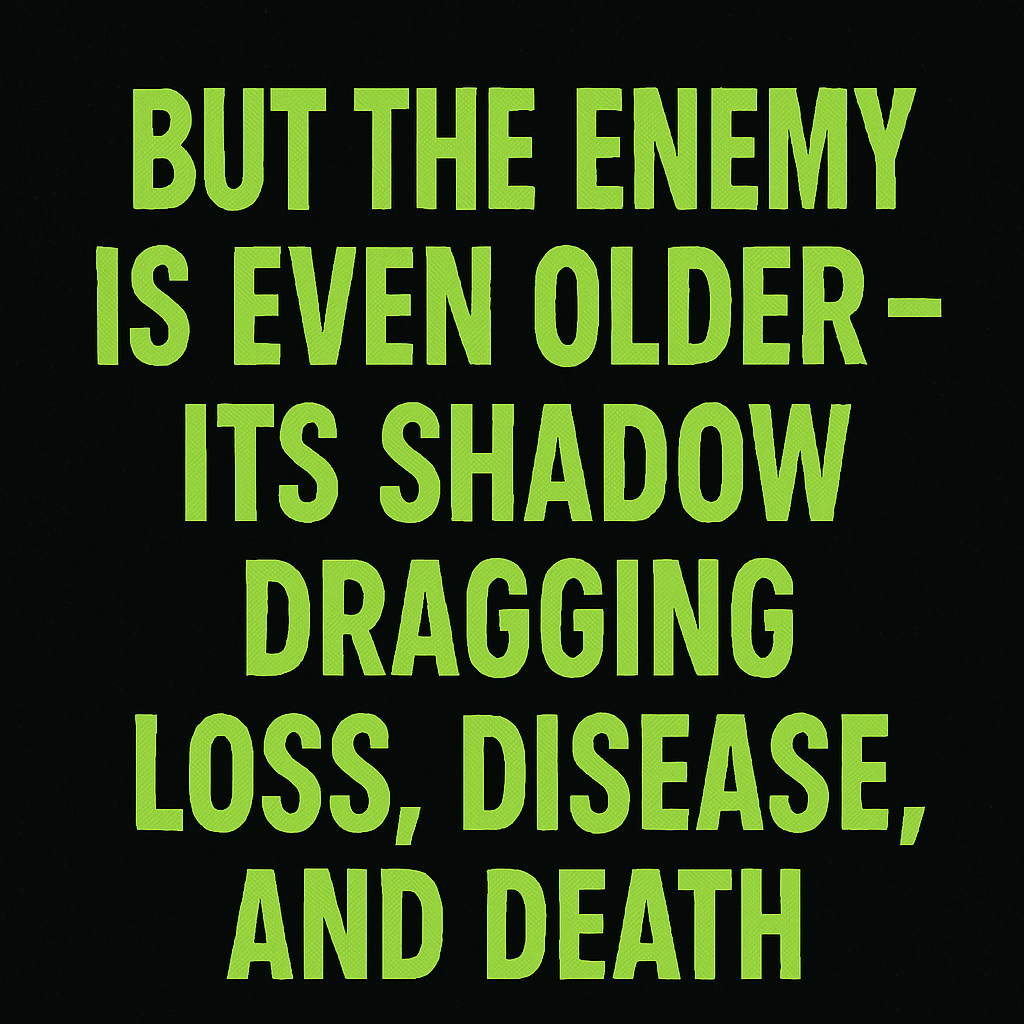 BUT THE ENEMY
IS EVEN OLDER–
ITS SHADOW
DRAGGING
LOSS, DISEASE,
AND DEATH